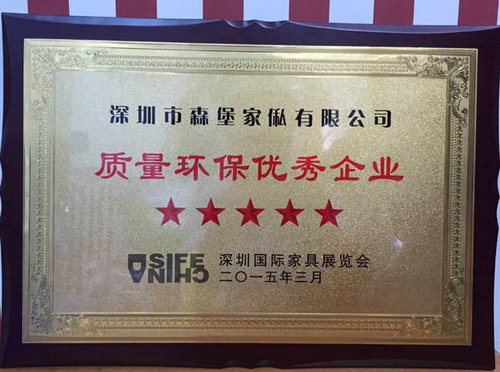 深圳市森堡家俬有限公司
质量环保优秀企业
★★★★★
SIFE
CHINA
深圳国际家具展览会
二〇一五年三月